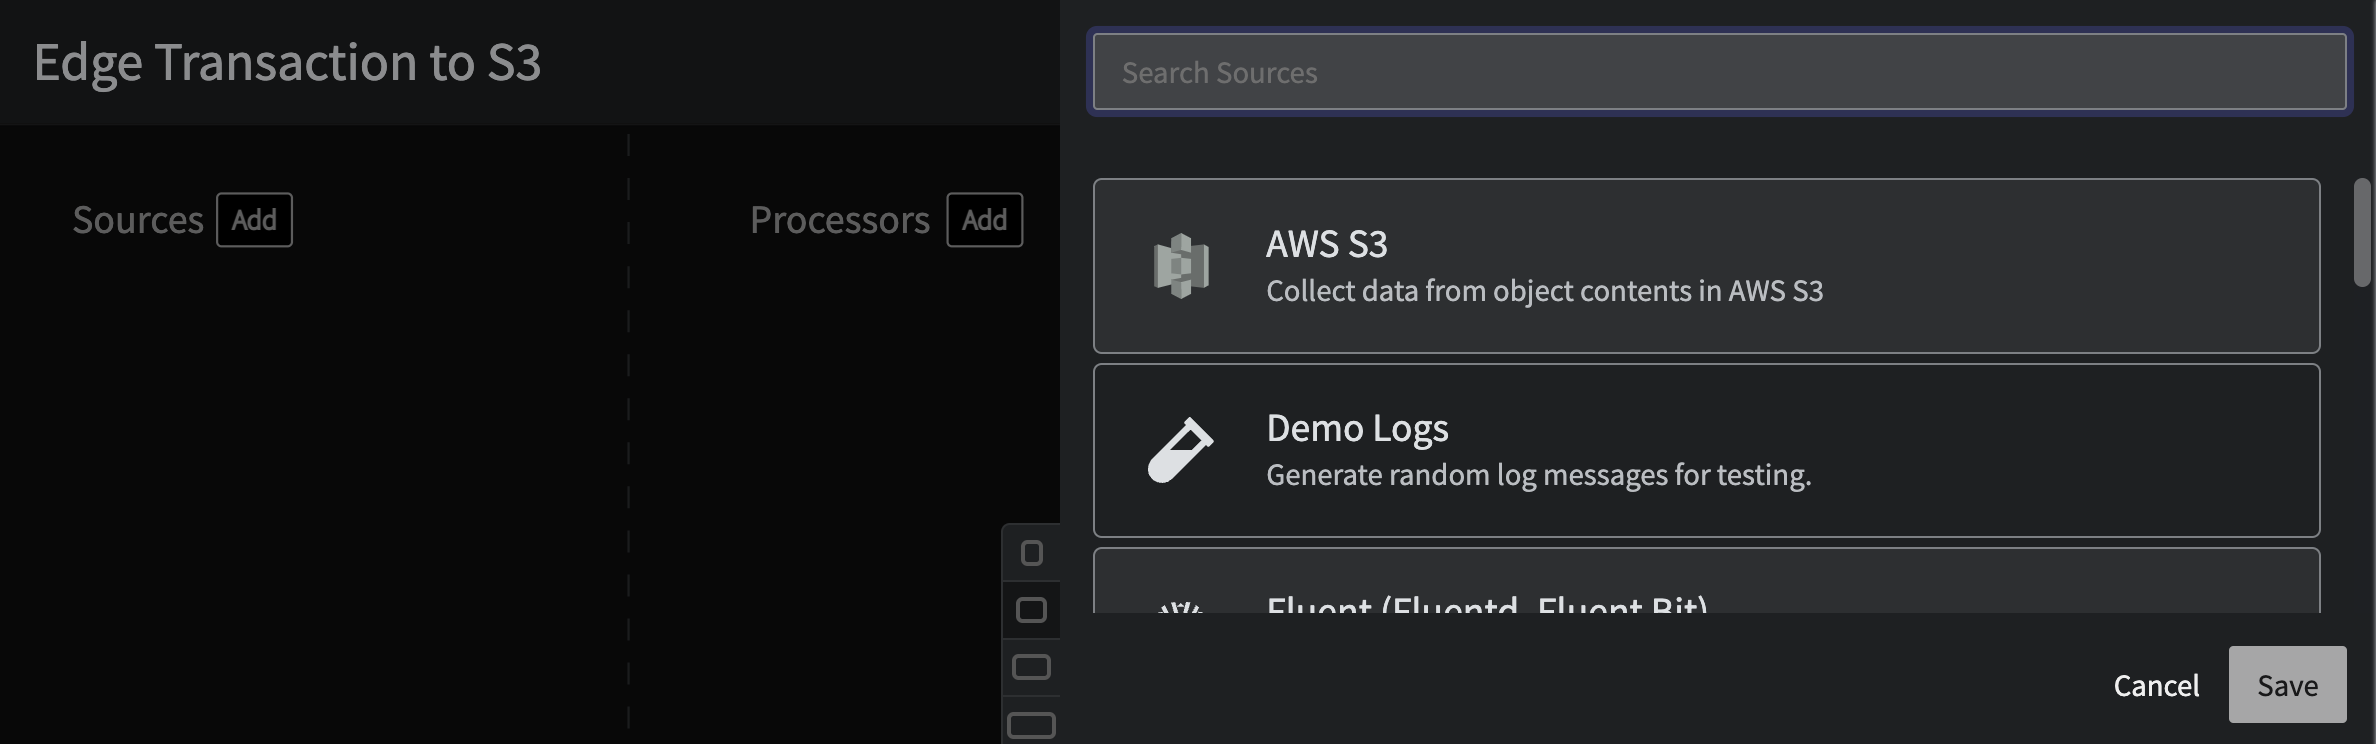 Edge Transaction to S3
Sources Add
Processors Add
Search Sources
AWS S3
Collect data from object contents in AWS S3
Demo Logs
Generate random log messages for testing.
Fluent (Fluentd, Fluent Bit)
Cancel Save